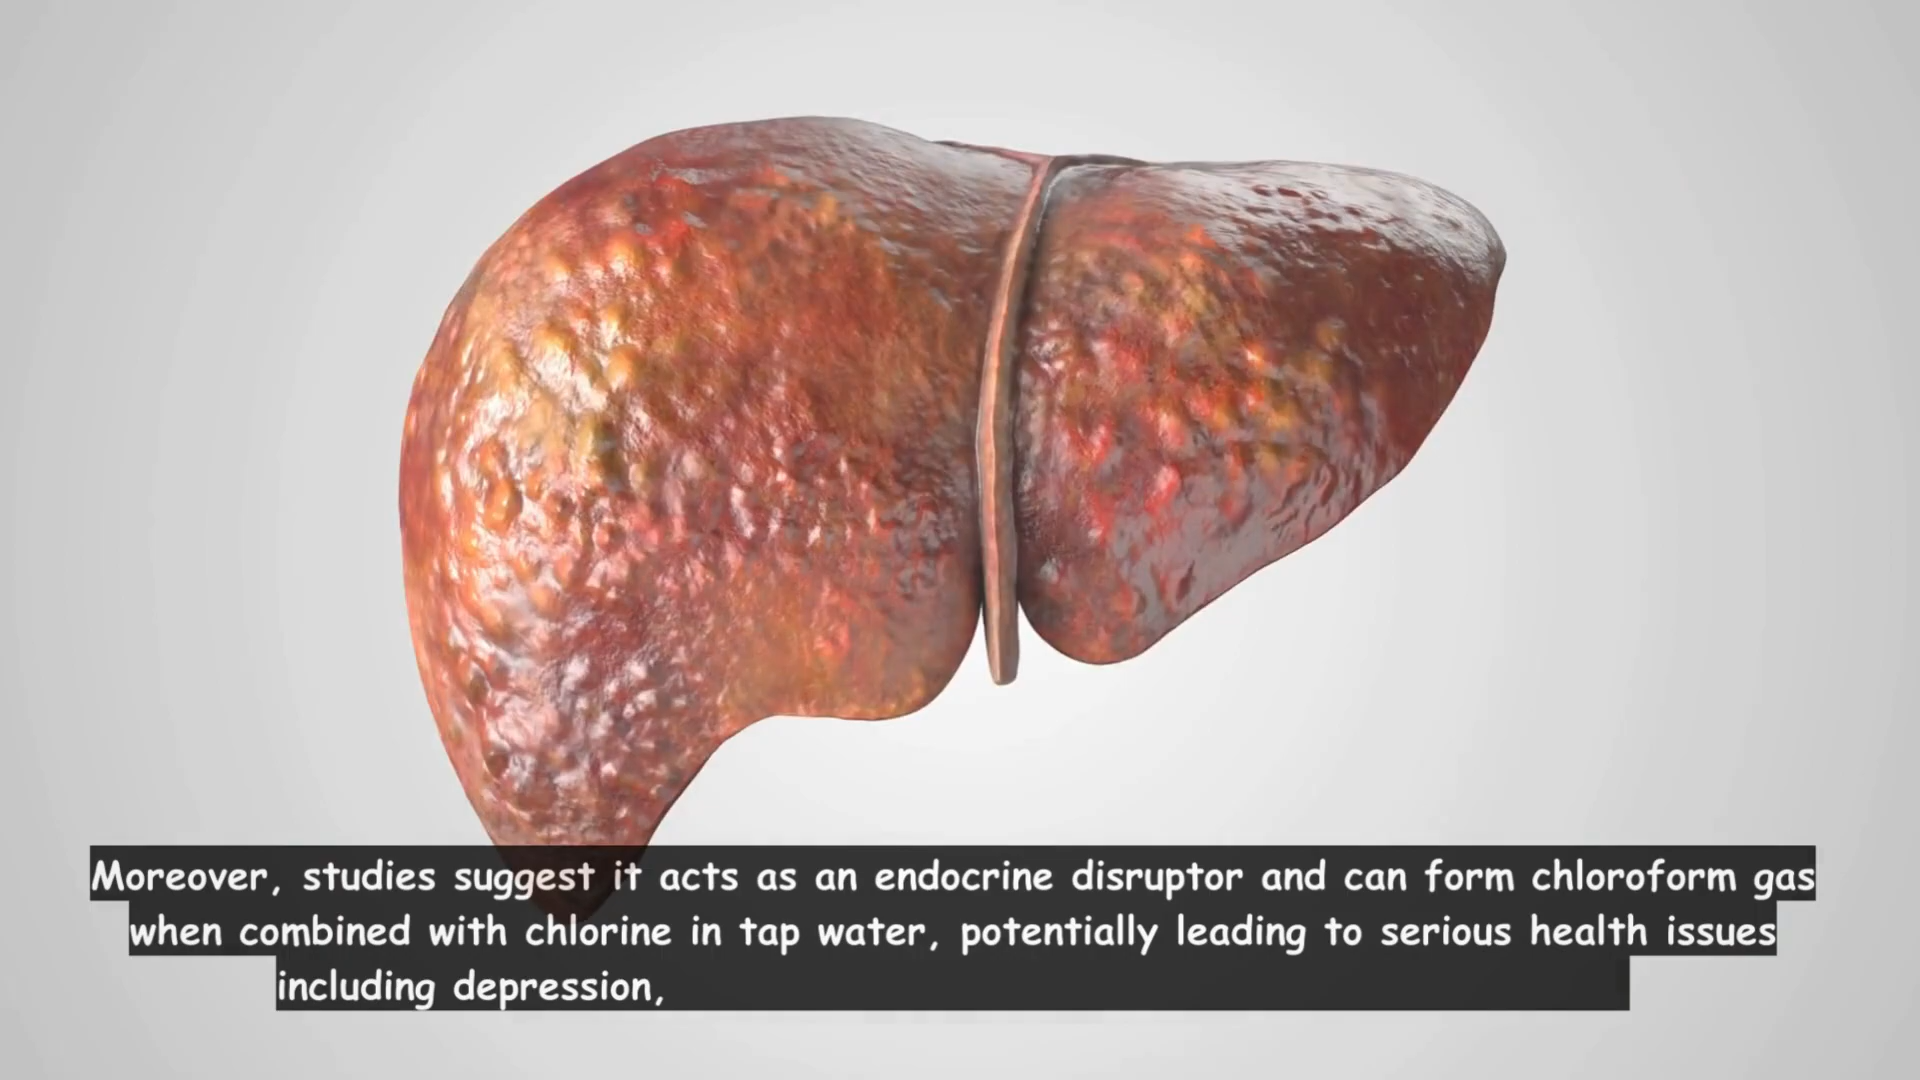 Moreover, studies suggest it acts as an endocrine disruptor and can form chloroform gas
when combined with chlorine in tap water, potentially leading to serious health issues
including depression,